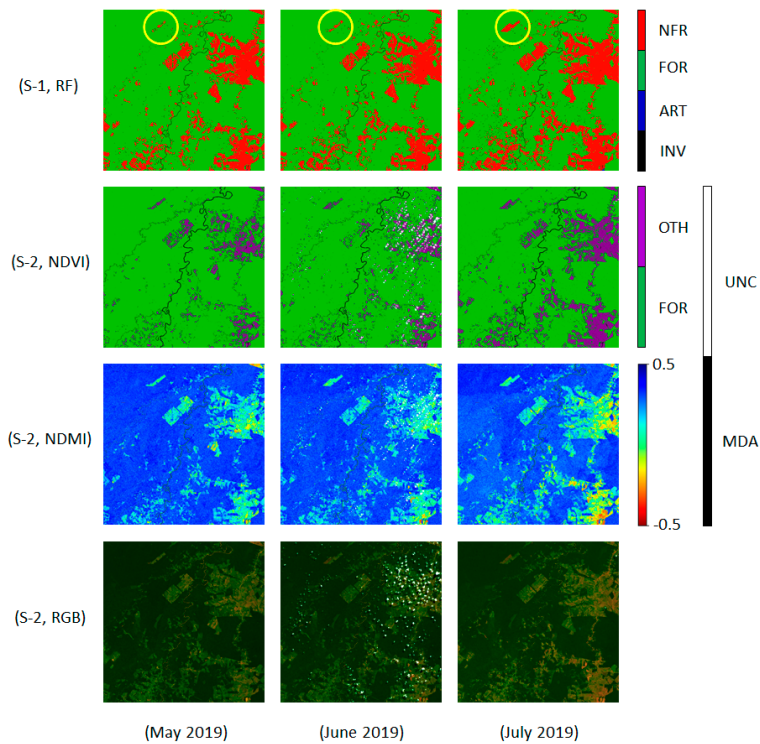 NFR
(S-1, RF)
FOR
ART
INV
(S-2, NDVI)
OTH
FOR
UNC
(S-2, NDMI)
0.5
-0.5
MDA
(S-2, RGB)
(May 2019)
(June 2019)
(July 2019)